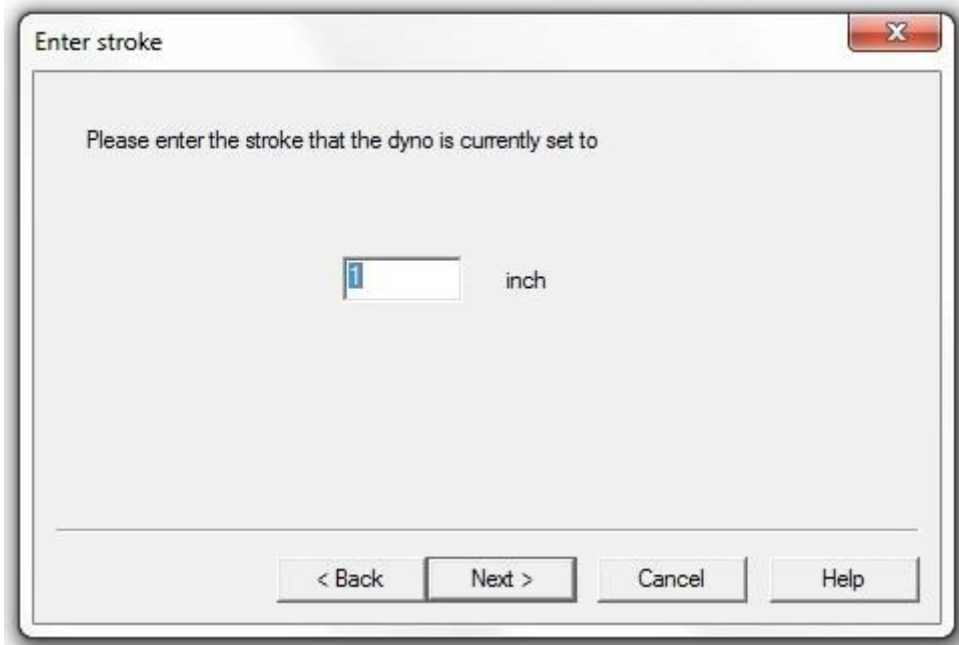 Enter stroke
Please enter the stroke that the dyno is currently set to
1 inch
< Back Next > Cancel Help